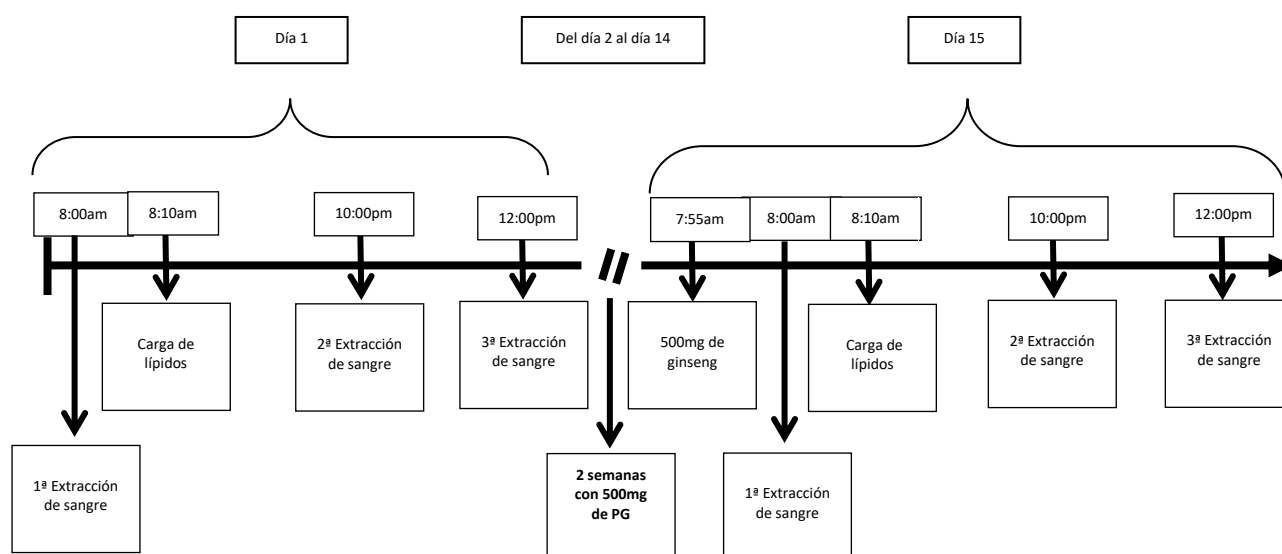 Día 1
Del día 2 al día 14
Día 15
8:00am
8:10am
10:00pm
12:00pm
7:55am
8:00am
8:10am
10:00pm
12:00pm
Carga de
lípidos
2ª Extracción
de sangre
3ª Extracción
de sangre
500mg de
ginseng
Carga de
lípidos
2ª Extracción
de sangre
3ª Extracción
de sangre
1ª Extracción
de sangre
2 semanas
con 500mg
de PG
1ª Extracción
de sangre